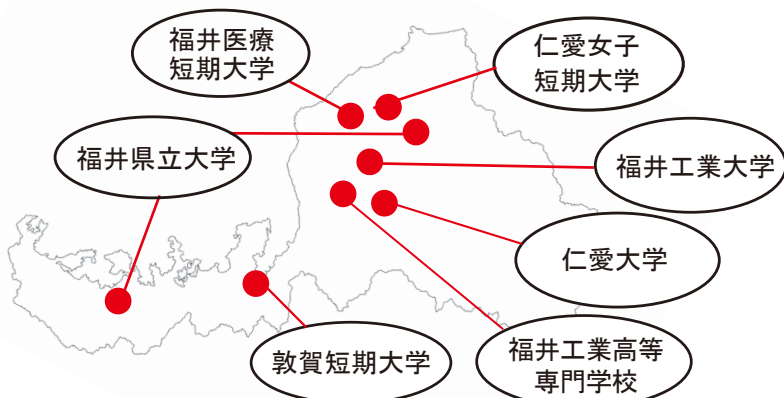 福井医療
短期大学
仁愛女子
短期大学
福井県立大学
福井工業大学
仁愛大学
敦賀短期大学
福井工業高等
専門学校